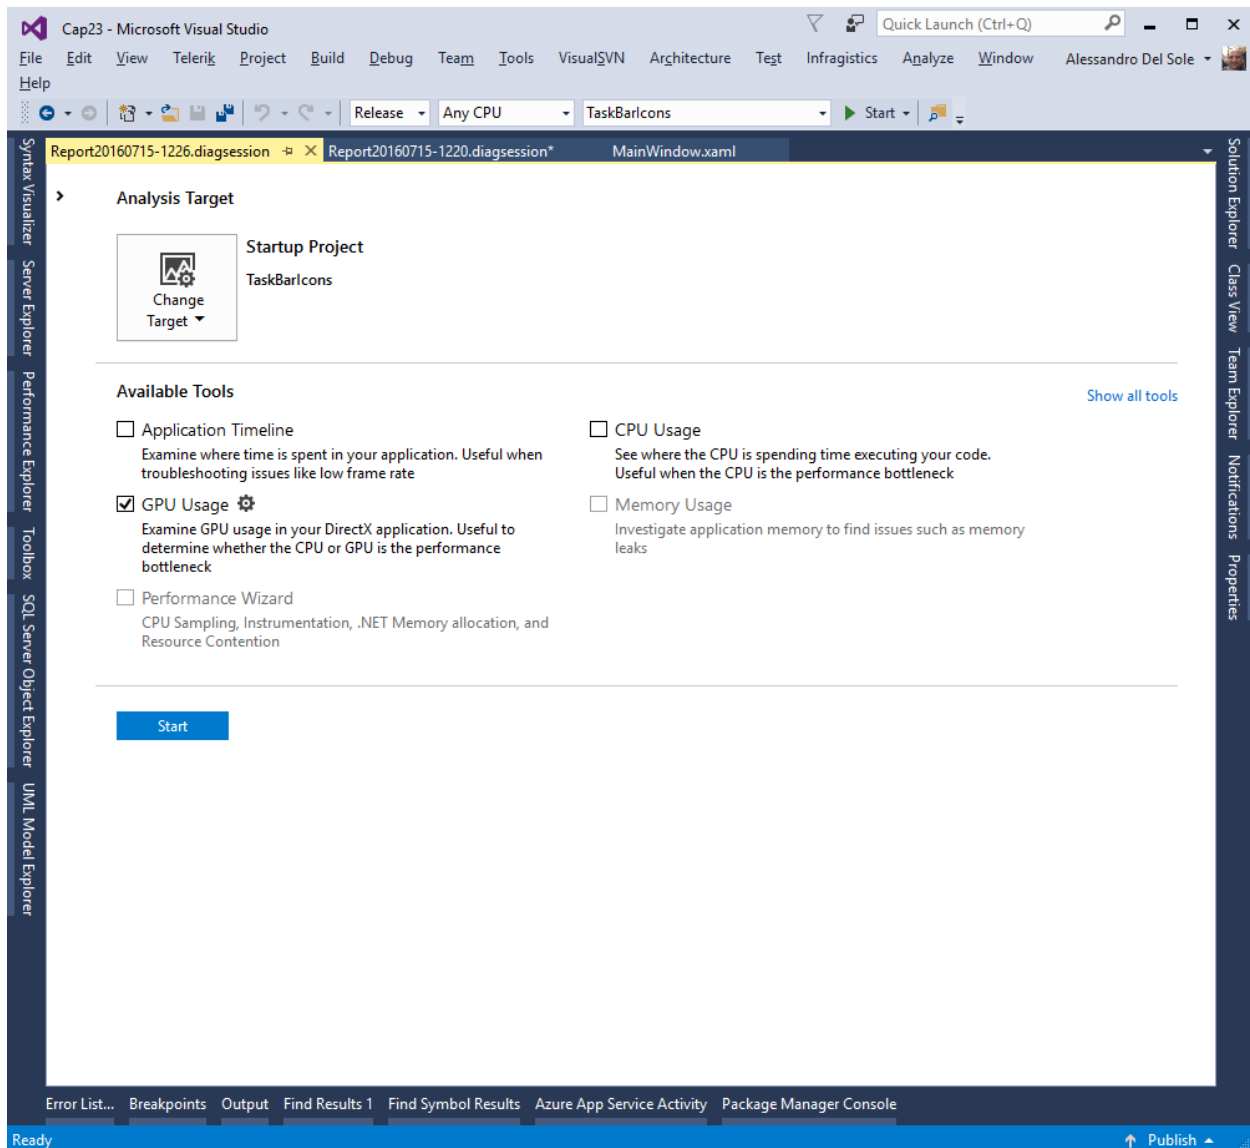 Cap23 - Microsoft Visual Studio
Quick Launch (Ctrl+Q)
File Edit View Telerik Project Build Debug Team Tools VisualSVN Architecture Test Infragistics Analyze Window Alessandro Del Sole
Help
Release Any CPU TaskBarIcons Start
Report20160715-1226.diagsession Report20160715-1220.diagsession* MainWindow.xaml
Syntax Visualizer
Server Explorer
Performance Explorer
Toolbox
SQL Server Object Explorer
UML Model Explorer
Analysis Target
Change
Target
Startup Project
TaskBarIcons
Available Tools
Show all tools
Application Timeline
Examine where time is spent in your application. Useful when
troubleshooting issues like low frame rate
CPU Usage
See where the CPU is spending time executing your code.
Useful when the CPU is the performance bottleneck
GPU Usage
Examine GPU usage in your DirectX application. Useful to
determine whether the CPU or GPU is the performance
bottleneck
Memory Usage
Investigate application memory to find issues such as memory
leaks
Performance Wizard
CPU Sampling, Instrumentation, .NET Memory allocation, and
Resource Contention
Start
Solution Explorer
Class View
Team Explorer
Notifications
Properties
Error List... Breakpoints Output Find Results 1 Find Symbol Results Azure App Service Activity Package Manager Console
Ready Publish